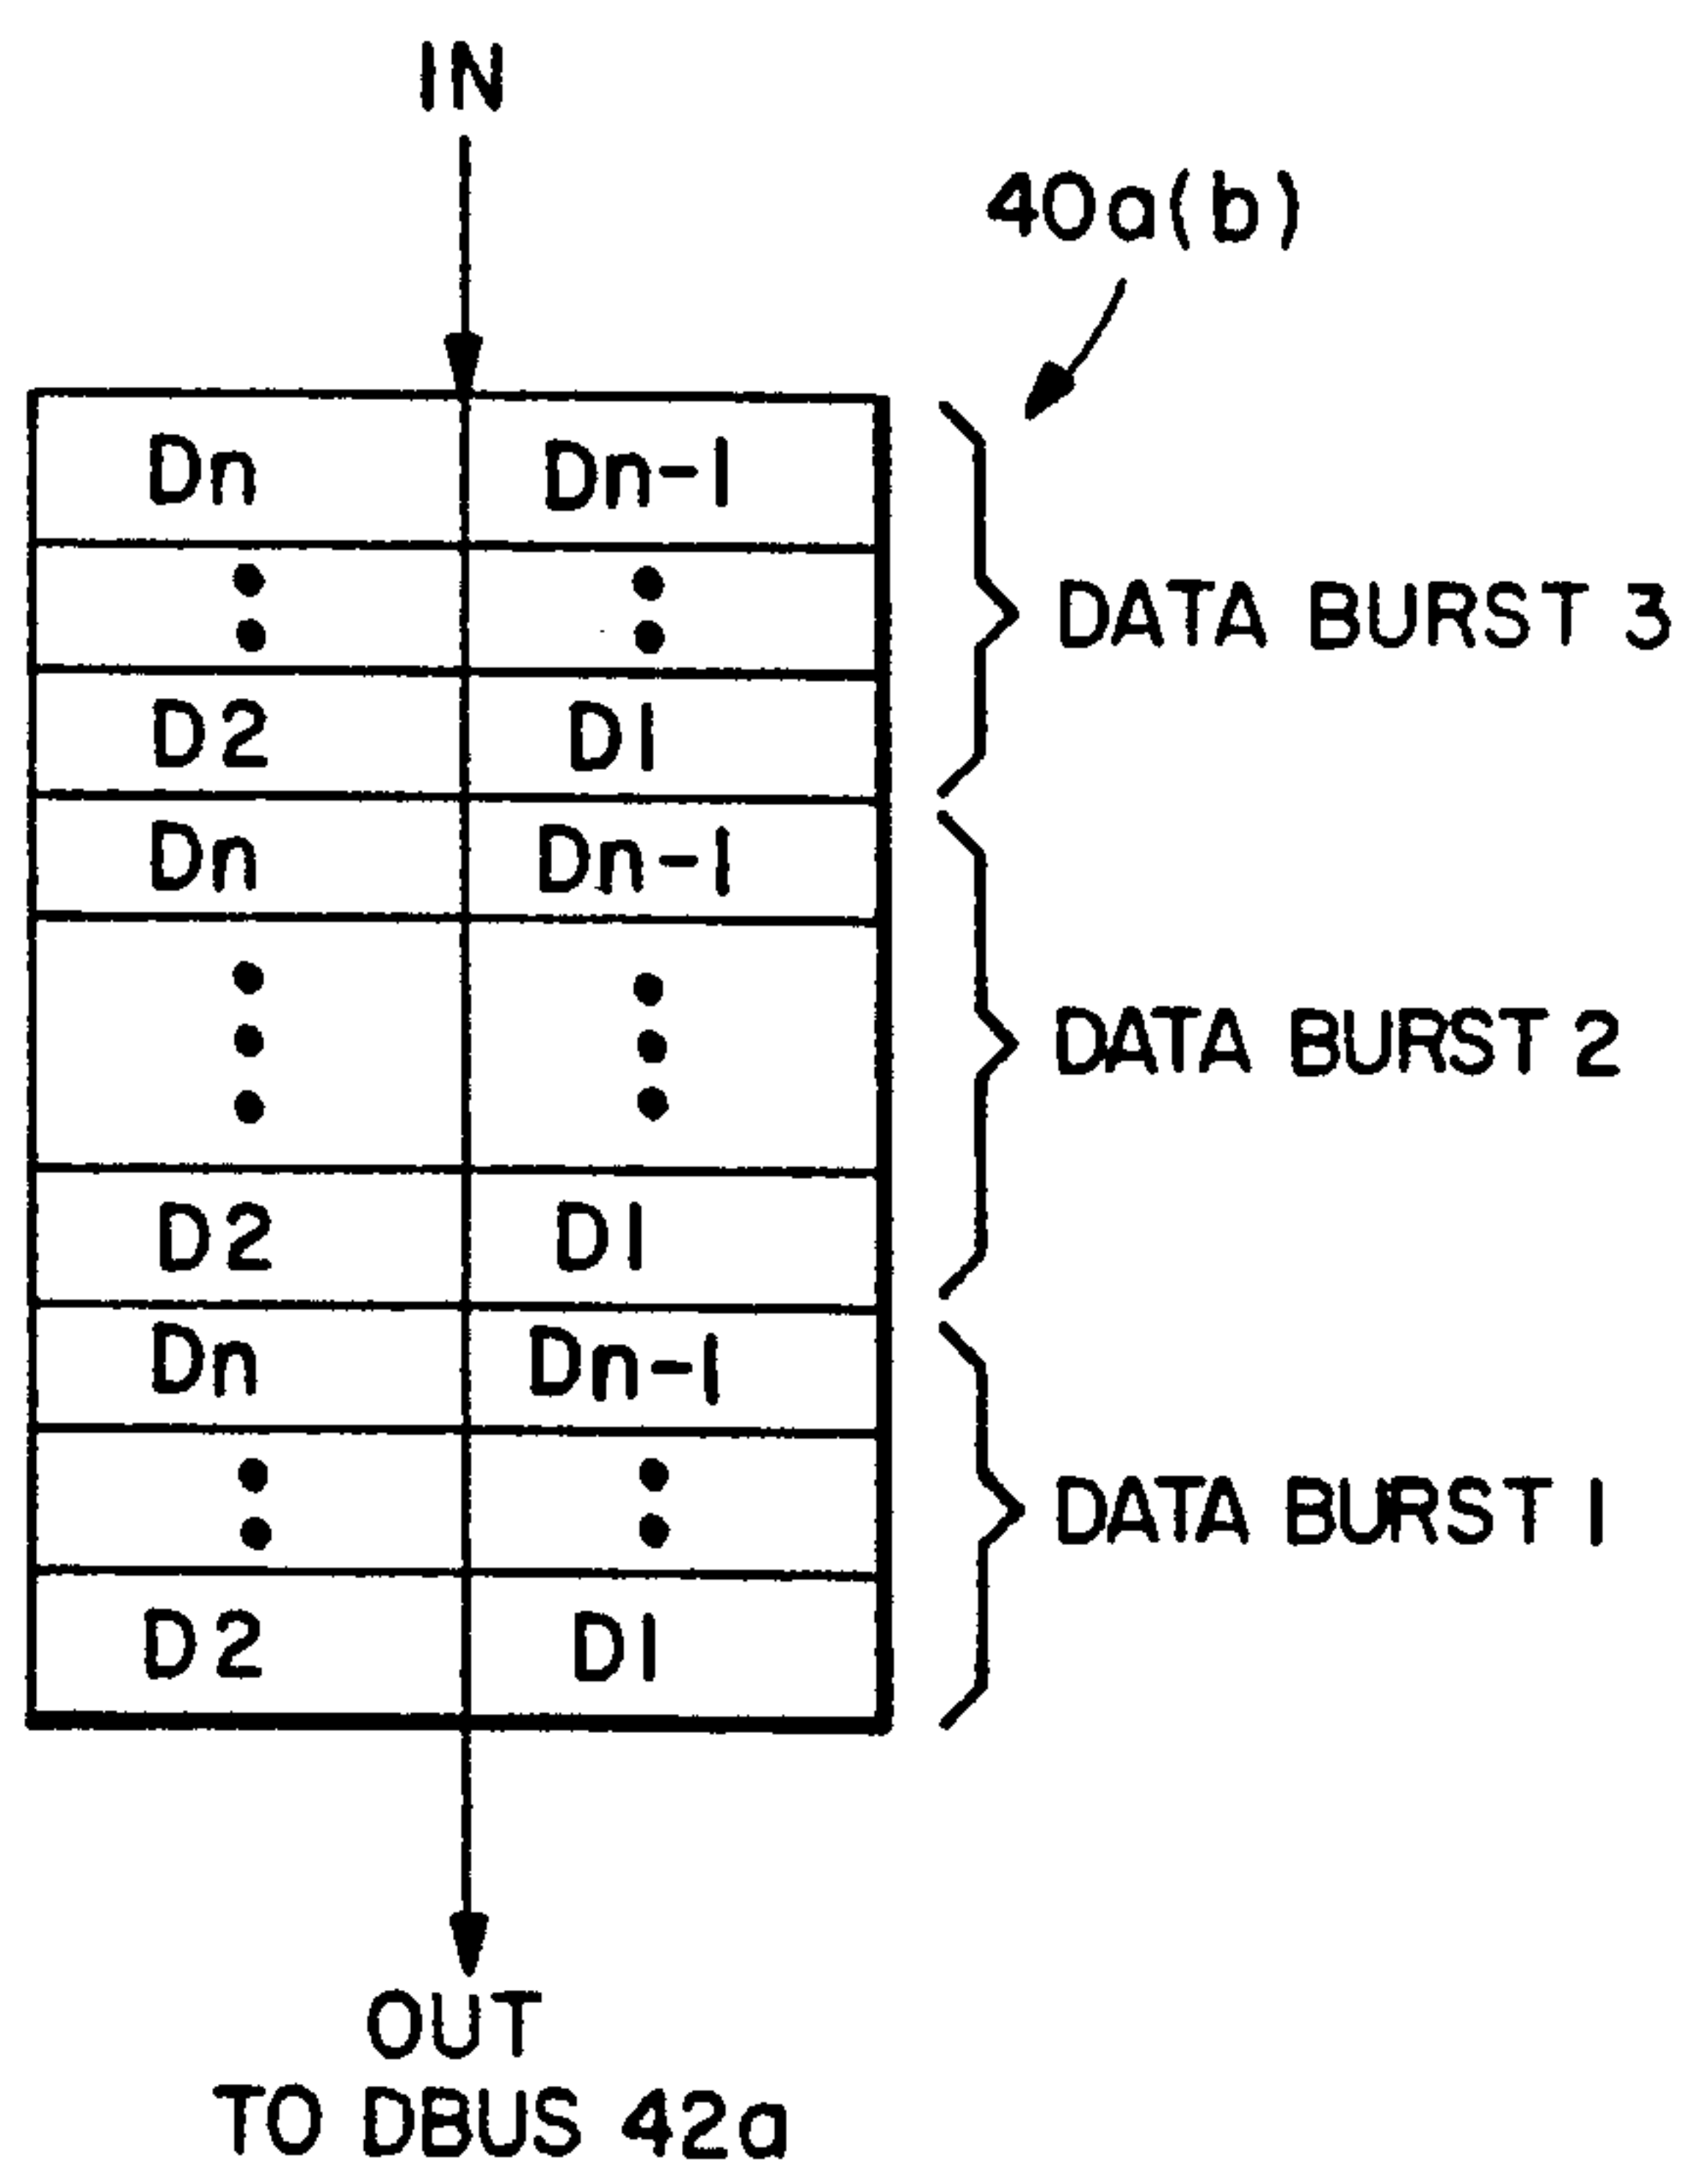 IN
40a(b)
Dn Dn-1
D2 D1
DATA BURST 3
Dn Dn-1
D2 D1
DATA BURST 2
Dn Dn-1
D2 D1
DATA BURST 1
OUT
TO DBUS 42a